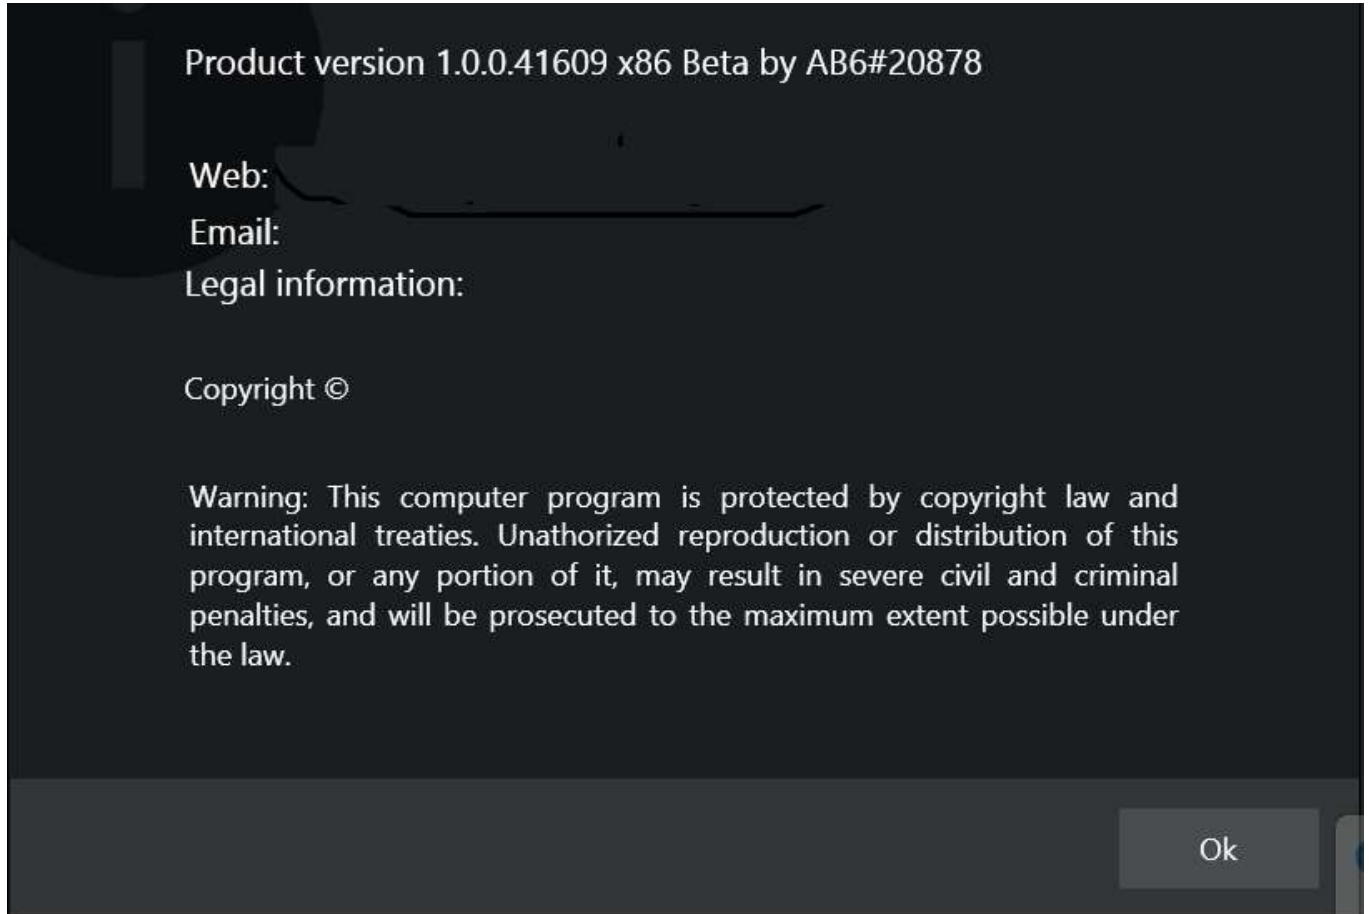 Product version 1.0.0.41609 x86 Beta by AB6#20878
Web:
Email:
Legal information:
Copyright ©
Warning: This computer program is protected by copyright law and
international treaties. Unathorized reproduction or distribution of this
program, or any portion of it, may result in severe civil and criminal
penalties, and will be prosecuted to the maximum extent possible under
the law.
Ok